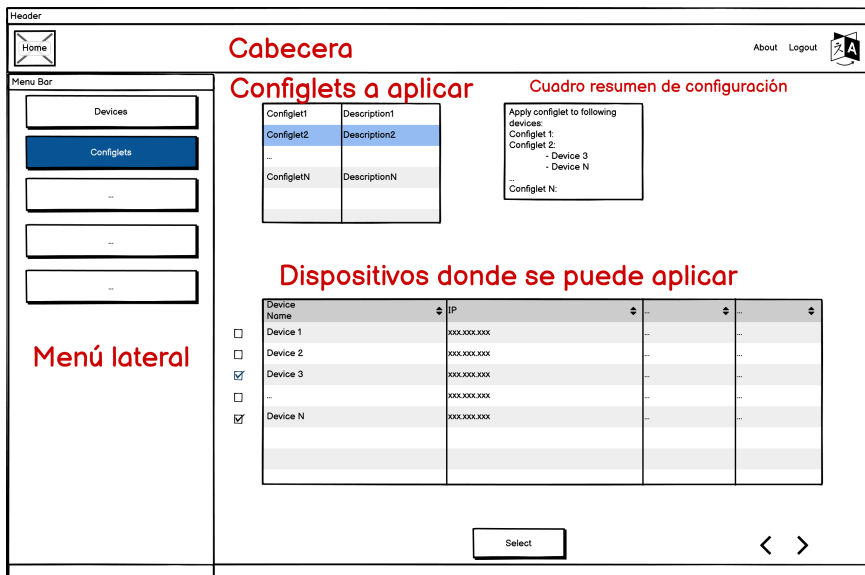 Header
Home
Cabecera
About Logout
A
Menu Bar
Devices
Configlets
...
...
...
Menú lateral
Configlets a aplicar
Configlet1 Description1
Configlet2 Description2
...
ConfigletN DescriptionN
Cuadro resumen de configuración
Apply configlet to following
devices:
Configlet 1:
Configlet 2:
- Device 3
- Device N
...
Configlet N:
Dispositivos donde se puede aplicar
Device
Name IP ... ...
Device 1 xxx.xxx.xxx ... ...
Device 2 xxx.xxx.xxx ... ...
Device 3 xxx.xxx.xxx ... ...
... xxx.xxx.xxx ... ...
Device N xxx.xxx.xxx ... ...
Select